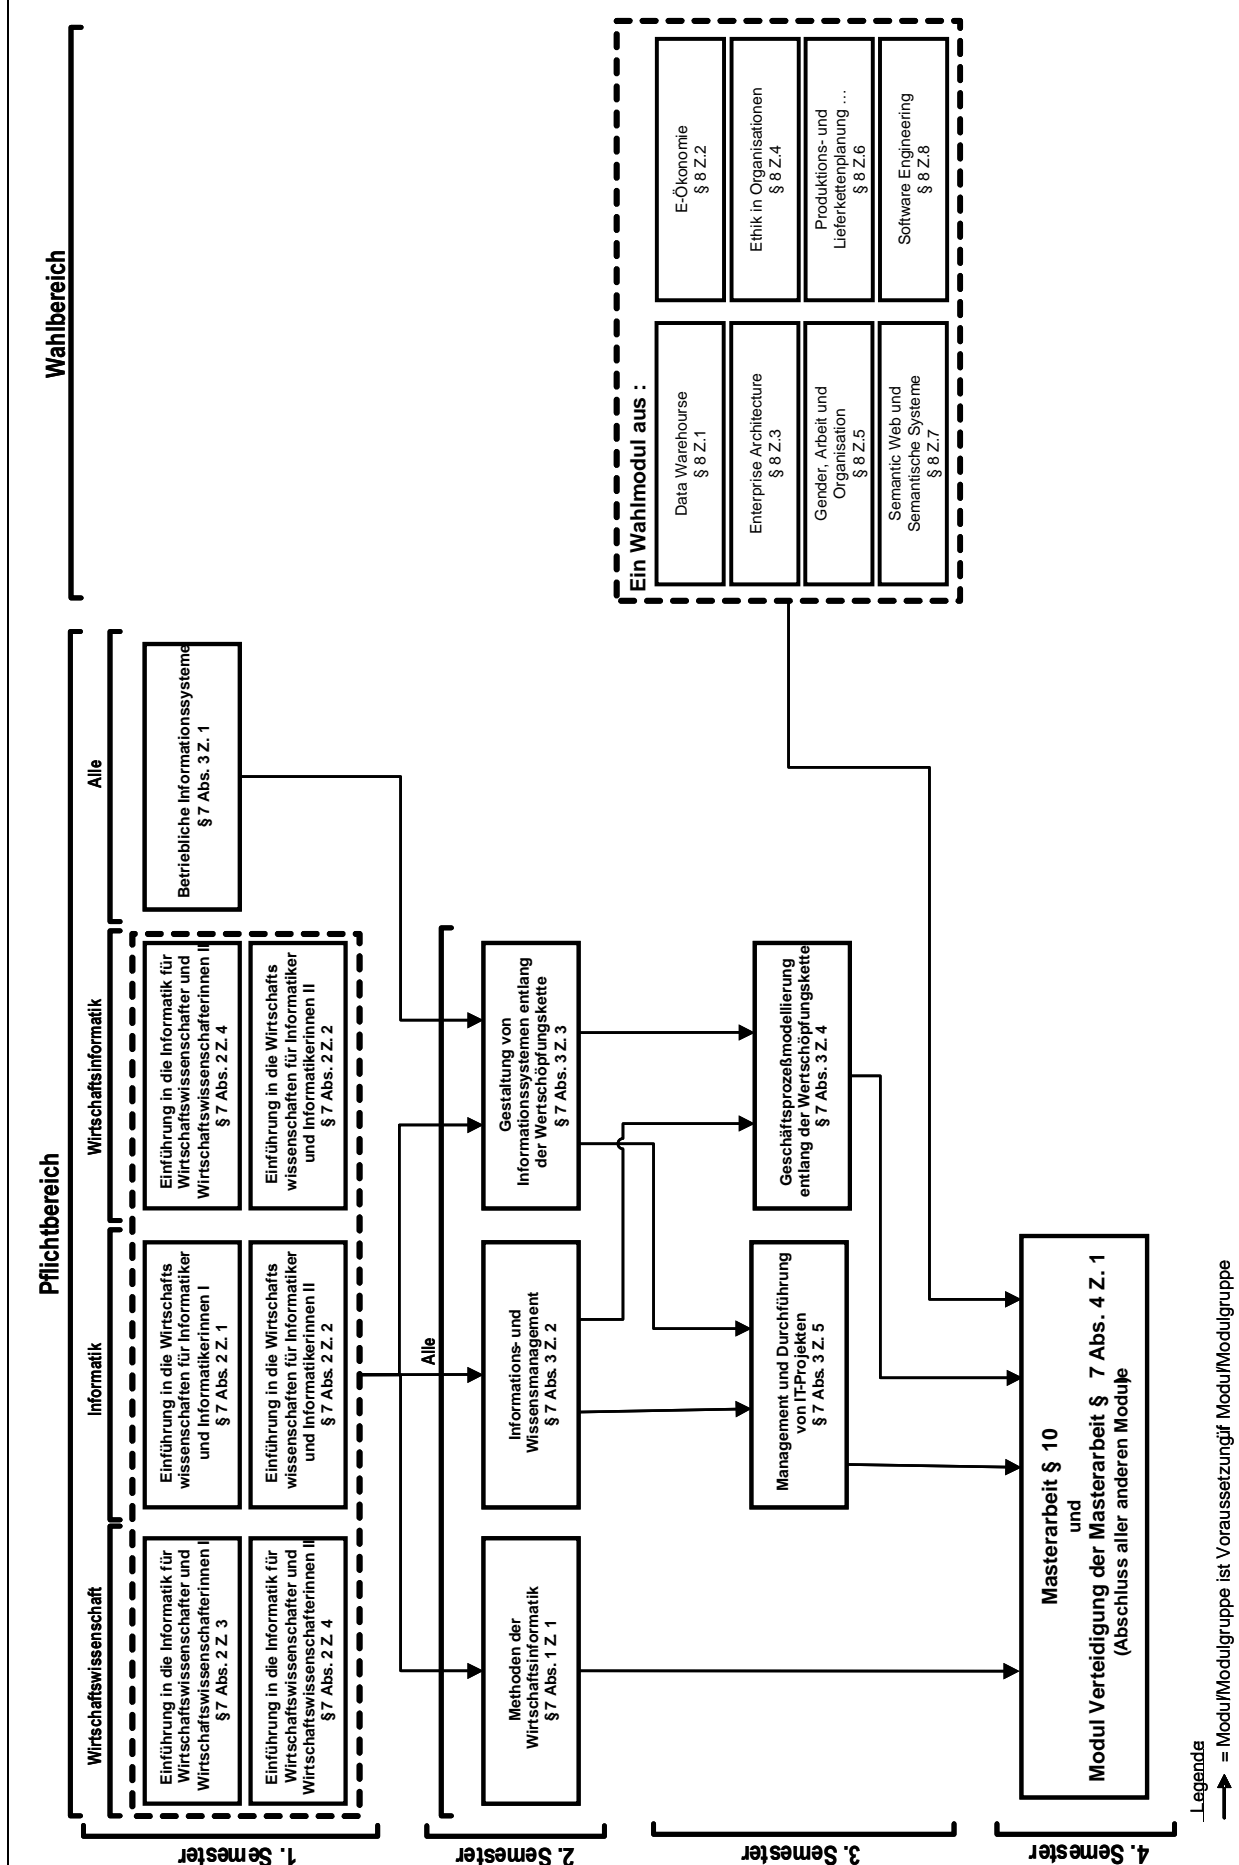 Pflichtbereich
Wahlbereich
Wirtschaftswissenschaft
Informatik
Wirtschaftsinformatik
Alle
1. Semester
Einführung in die Informatik für
Wirtschaftswissenschafter und
Wirtschaftswissenschafterinnen I
§ 7 Abs. 2 Z. 3
Einführung in die Informatik für
Wirtschaftswissenschafter und
Wirtschaftswissenschafterinnen II
§ 7 Abs. 2 Z. 4
Einführung in die Wirtschafts
wissenschaften für Informatiker
und Informatikerinnen I
§ 7 Abs. 2 Z. 1
Einführung in die Wirtschafts
wissenschaften für Informatiker
und Informatikerinnen II
§ 7 Abs. 2 Z. 2
Einführung in die Informatik für
Wirtschaftswissenschafter und
Wirtschaftswissenschafterinnen II
§ 7 Abs. 2 Z. 4
Einführung in die Wirtschafts
wissenschaften für Informatiker
und Informatikerinnen II
§ 7 Abs. 2 Z. 2
Betriebliche Informationssysteme
§ 7 Abs. 3 Z. 1
2. Semester
Alle
Methoden der
Wirtschaftsinformatik
§ 7 Abs. 1 Z. 1
Informations- und
Wissensmanagement
§ 7 Abs. 3 Z. 2
Gestaltung von
Informationssystemen entlang
der Wertschöpfungskette
§ 7 Abs. 3 Z. 3
3. Semester
Management und Durchführung
von IT-Projekten
§ 7 Abs. 3 Z. 5
Geschäftsprozeßmodellierung
entlang der Wertschöpfungskette
§ 7 Abs. 3 Z. 4
Ein Wahlmodul aus :
Data Warehourse
§ 8 Z.1
E-Ökonomie
§ 8 Z.2
Enterprise Architecture
§ 8 Z.3
Ethik in Organisationen
§ 8 Z.4
Gender, Arbeit und
Organisation
§ 8 Z.5
Produktions- und
Lieferkettenplanung ...
§ 8 Z.6
Semantic Web und
Semantische Systeme
§ 8 Z.7
Software Engineering
§ 8 Z.8
4. Semester
Masterarbeit § 10
und
Modul Verteidigung der Masterarbeit § 7 Abs. 4 Z. 1
(Abschluss aller anderen Module)
Legende
= Modul/Modulgruppe ist Voraussetzung für Modul/Modulgruppe